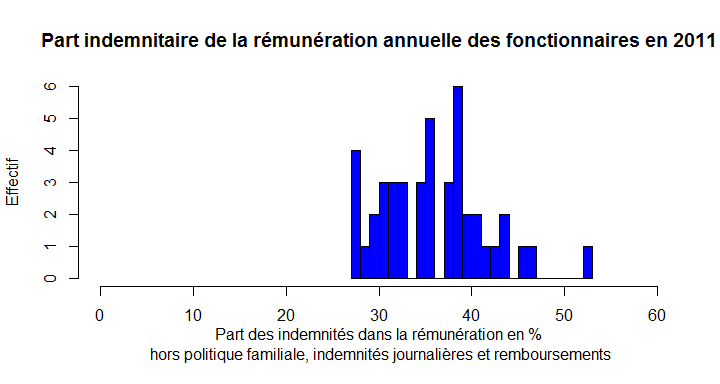 Part indemnitaire de la rémunération annuelle des fonctionnaires en 2011
6
5
4
3
2
1
0
Effectif
0 10 20 30 40 50 60
Part des indemnités dans la rémunération en %
hors politique familiale, indemnités journalières et remboursements